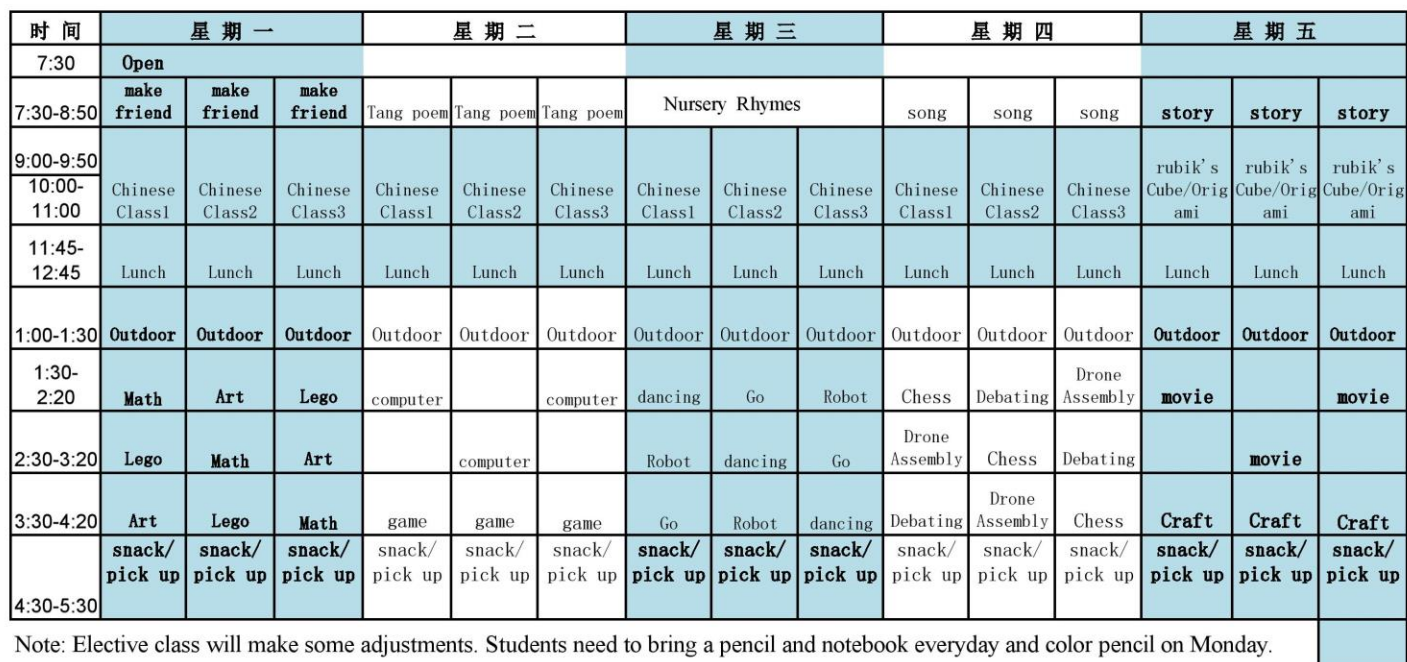 时 间 星 期 一 星 期 二 星 期 三 星 期 四 星 期 五
7:30 Open
make make make
7:30-8:50 friend friend friend Tang poem Tang poem Tang poem Nursery Rhymes song song song story story story
9:00-9:50
10:00-
11:00
Chinese Chinese Chinese Chinese Chinese Chinese Chinese Chinese Chinese Chinese Chinese Chinese
Class1 Class2 Class3 Class1 Class2 Class3 Class1 Class2 Class3 Class1 Class2 Class3
rubik's rubik's rubik's
Cube/Orig Cube/Orig Cube/Orig
ami ami ami
11:45-
12:45 Lunch Lunch Lunch Lunch Lunch Lunch Lunch Lunch Lunch Lunch Lunch Lunch Lunch Lunch Lunch
1:00-1:30 Outdoor Outdoor Outdoor Outdoor Outdoor Outdoor Outdoor Outdoor Outdoor Outdoor Outdoor Outdoor Outdoor Outdoor Outdoor
1:30- Drone
2:20 Math Art Lego computer computer dancing Go Robot Chess Debating Assembly movie movie
Drone
2:30-3:20 Lego Math Art computer Robot dancing Go Assembly Chess Debating movie
Drone
3:30-4:20 Art Lego Math game game game Go Robot dancing Debating Assembly Chess Craft Craft Craft
snack/ snack/ snack/ snack/ snack/ snack/ snack/ snack/ snack/ snack/ snack/ snack/ snack/ snack/ snack/
pick up pick up pick up pick up pick up pick up pick up pick up pick up pick up pick up pick up pick up pick up pick up
4:30-5:30
Note: Elective class will make some adjustments. Students need to bring a pencil and notebook everyday and color pencil on Monday.